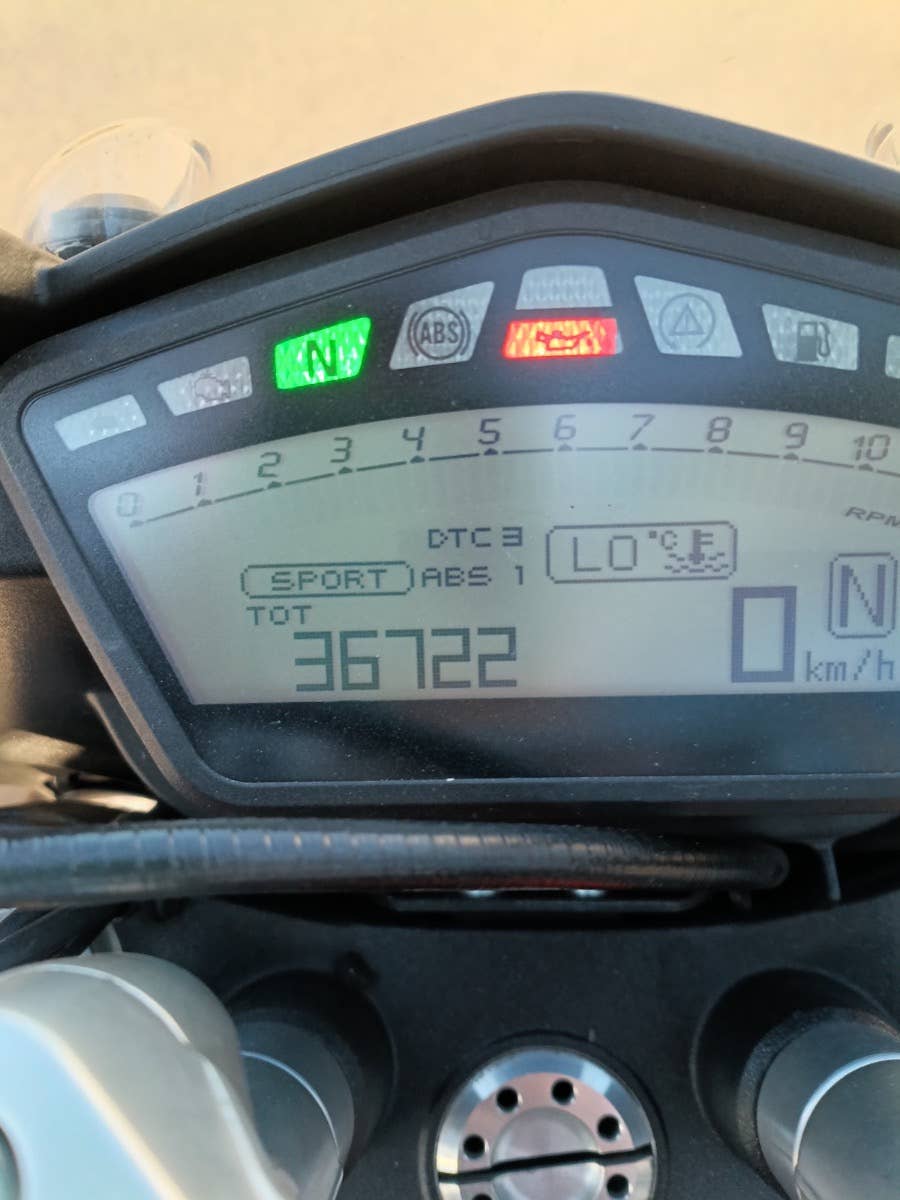 N ABS
0 1 2 3 4 5 6 7 8 9 10
RPM
DTC 3
LO °C
SPORT ABS 1
N
TOT
36722
0 km/h